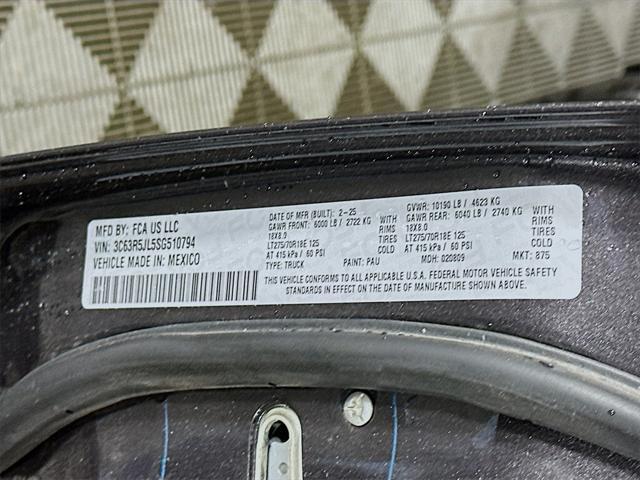 MFD BY: FCA US LLC
VIN: 3C63R5JL5SG510794
VEHICLE MADE IN: MEXICO
DATE OF MFR (BUILT): 2-25
GAWR FRONT: 6000 LB / 2722 KG WITH
18X8.0 RIMS
LT275/70R18E 125 TIRES
AT 415 kPa / 60 PSI COLD
TYPE: TRUCK PAINT: PAU
GVWR: 10190 LB / 4623 KG
GAWR REAR: 6040 LB / 2740 KG WITH
18X8.0 RIMS
LT275/70R18E 125 TIRES
AT 415 kPa / 60 PSI COLD
MDH: 020809 MKT: 875
THIS VEHICLE CONFORMS TO ALL APPLICABLE U.S.A. FEDERAL MOTOR VEHICLE SAFETY
STANDARDS IN EFFECT ON THE DATE OF MANUFACTURE SHOWN ABOVE.